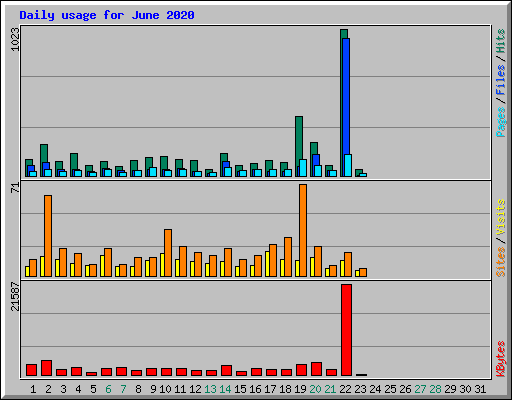 Daily usage for June 2020
1023
Pages / Files / Hits
71
Sites / Visits
21587
KBytes
1 2 3 4 5 6 7 8 9 10 11 12 13 14 15 16 17 18 19 20 21 22 23 24 25 26 27 28 29 30 31